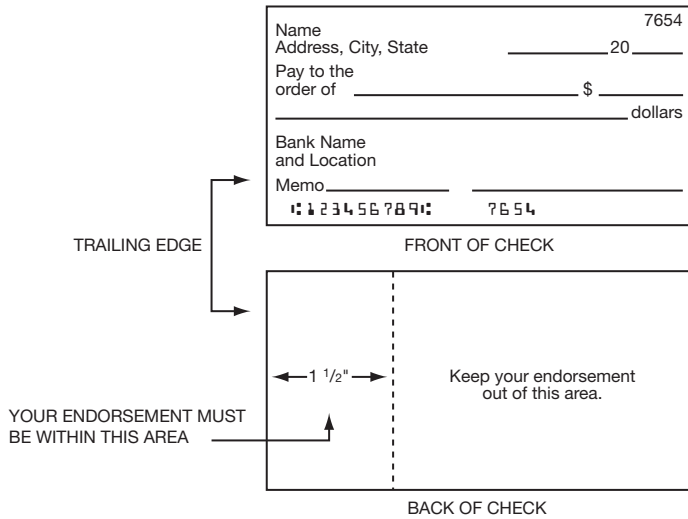 7654
Name
Address, City, State 20
Pay to the
order of $
dollars
Bank Name
and Location
Memo
⑆123456789⑆ 7654
TRAILING EDGE
FRONT OF CHECK
1 1/2"
Keep your endorsement
out of this area.
YOUR ENDORSEMENT MUST
BE WITHIN THIS AREA
BACK OF CHECK